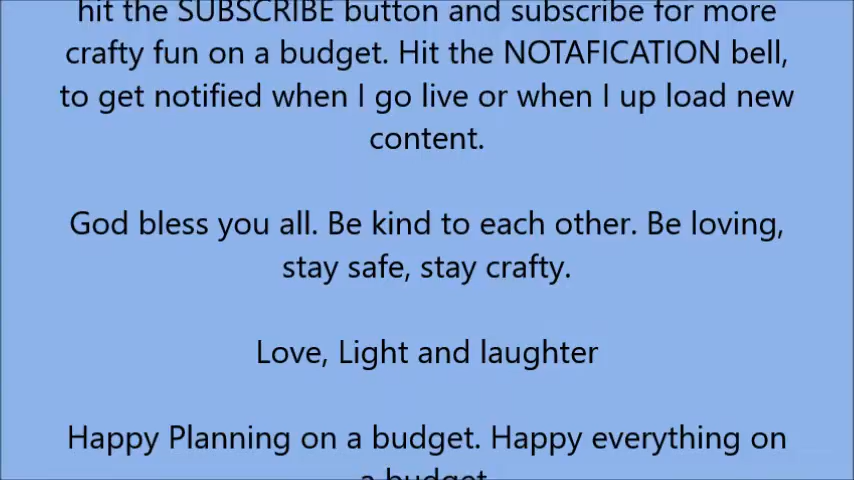 hit the SUBSCRIBE button and subscribe for more
crafty fun on a budget. Hit the NOTAFICATION bell,
to get notified when I go live or when I up load new
content.
God bless you all. Be kind to each other. Be loving,
stay safe, stay crafty.
Love, Light and laughter
Happy Planning on a budget. Happy everything on
a budget